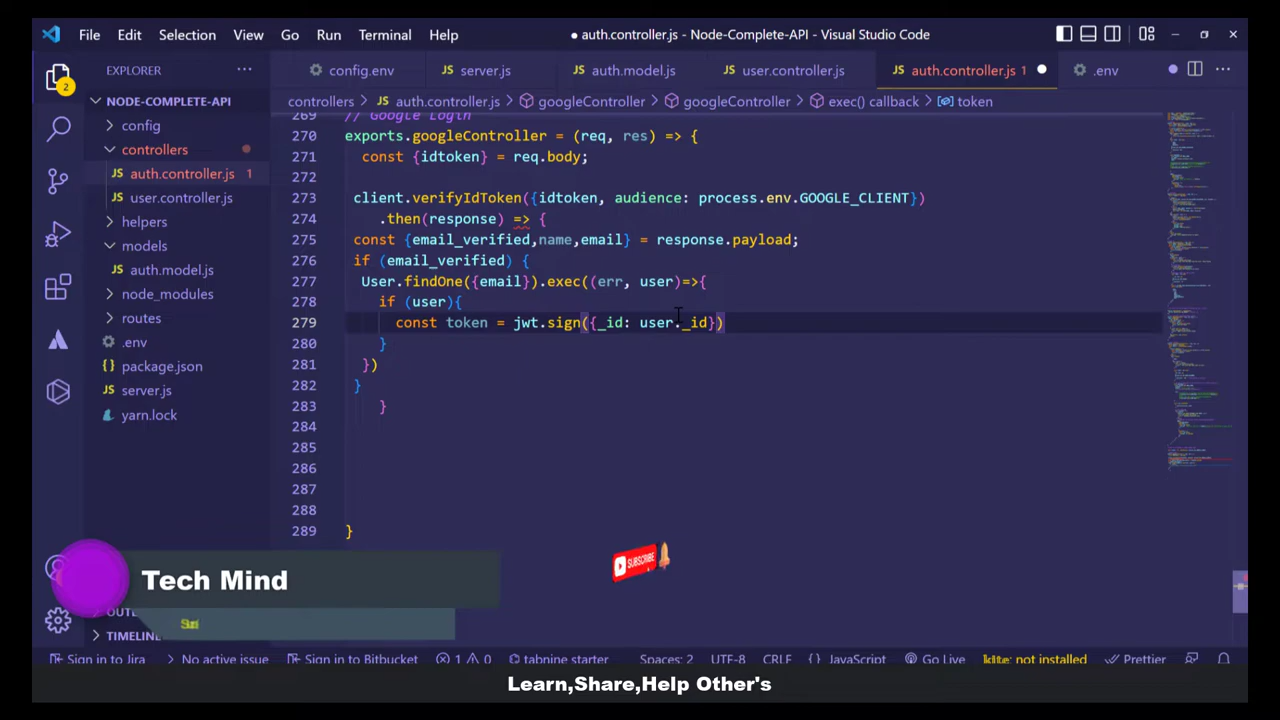 File Edit Selection View Go Run Terminal Help
● auth.controller.js - Node-Complete-API - Visual Studio Code
EXPLORER
JS config.env JS server.js JS auth.model.js JS user.controller.js JS auth.controller.js 1 .env
2
NODE-COMPLETE-API
config
controllers
JS auth.controller.js 1
JS user.controller.js
helpers
models
JS auth.model.js
node_modules
routes
.env
package.json
JS server.js
yarn.lock
OUT
TIMELINE
controllers > JS auth.controller.js > googleController > googleController > exec() callback > token
269 // Google Login
270 exports.googleController = (req, res) => {
271 const {idtoken} = req.body;
272
273 client.verifyIdToken({idtoken, audience: process.env.GOOGLE_CLIENT})
274 .then(response) => {
275 const {email_verified,name,email} = response.payload;
276 if (email_verified) {
277 User.findOne({email}).exec((err, user)=>{
278 if (user){
279 const token = jwt.sign({_id: user._id})
280 }
281 })
282 }
283 }
284
285
286
287
288
289 }
SUBSCRIBE
Tech Mind
Sign in to Jira No active issue Sign in to Bitbucket 1 0 tabnine starter Spaces: 2 UTF-8 CRLF {} JavaScript Go Live kite: not installed Prettier
Learn,Share,Help Other's